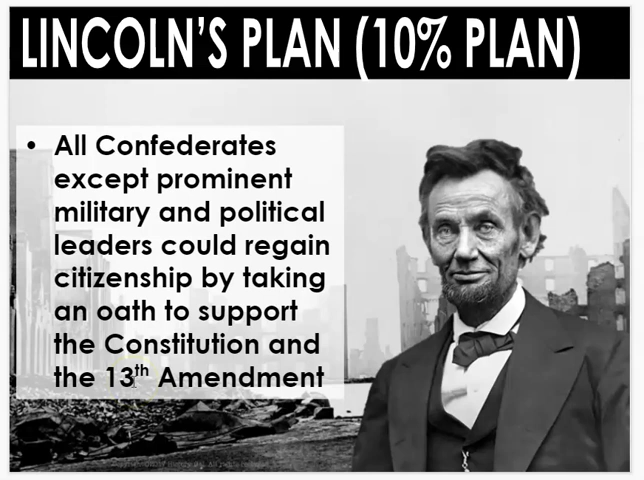 LINCOLN'S PLAN (10% PLAN)
• All Confederates
except prominent
military and political
leaders could regain
citizenship by taking
an oath to support
the Constitution and
the 13th Amendment